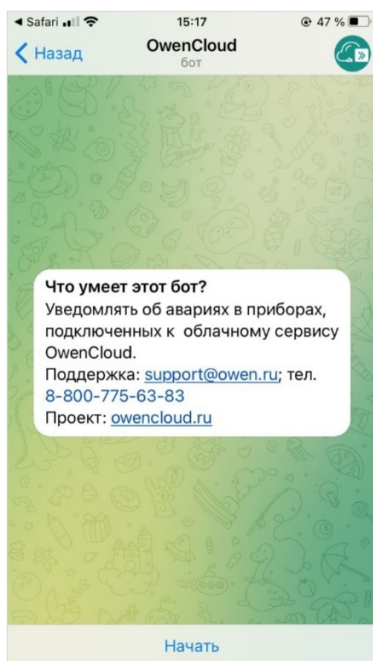 Safari 15:17 47 %
Назад OwenCloud
бот
Что умеет этот бот?
Уведомлять об авариях в приборах,
подключенных к облачному сервису
OwenCloud.
Поддержка: support@owen.ru; тел.
8-800-775-63-83
Проект: owencloud.ru
Начать